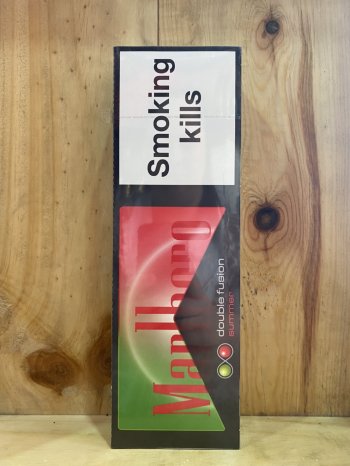 Smoking
kills
Marlboro
double fusion
summer